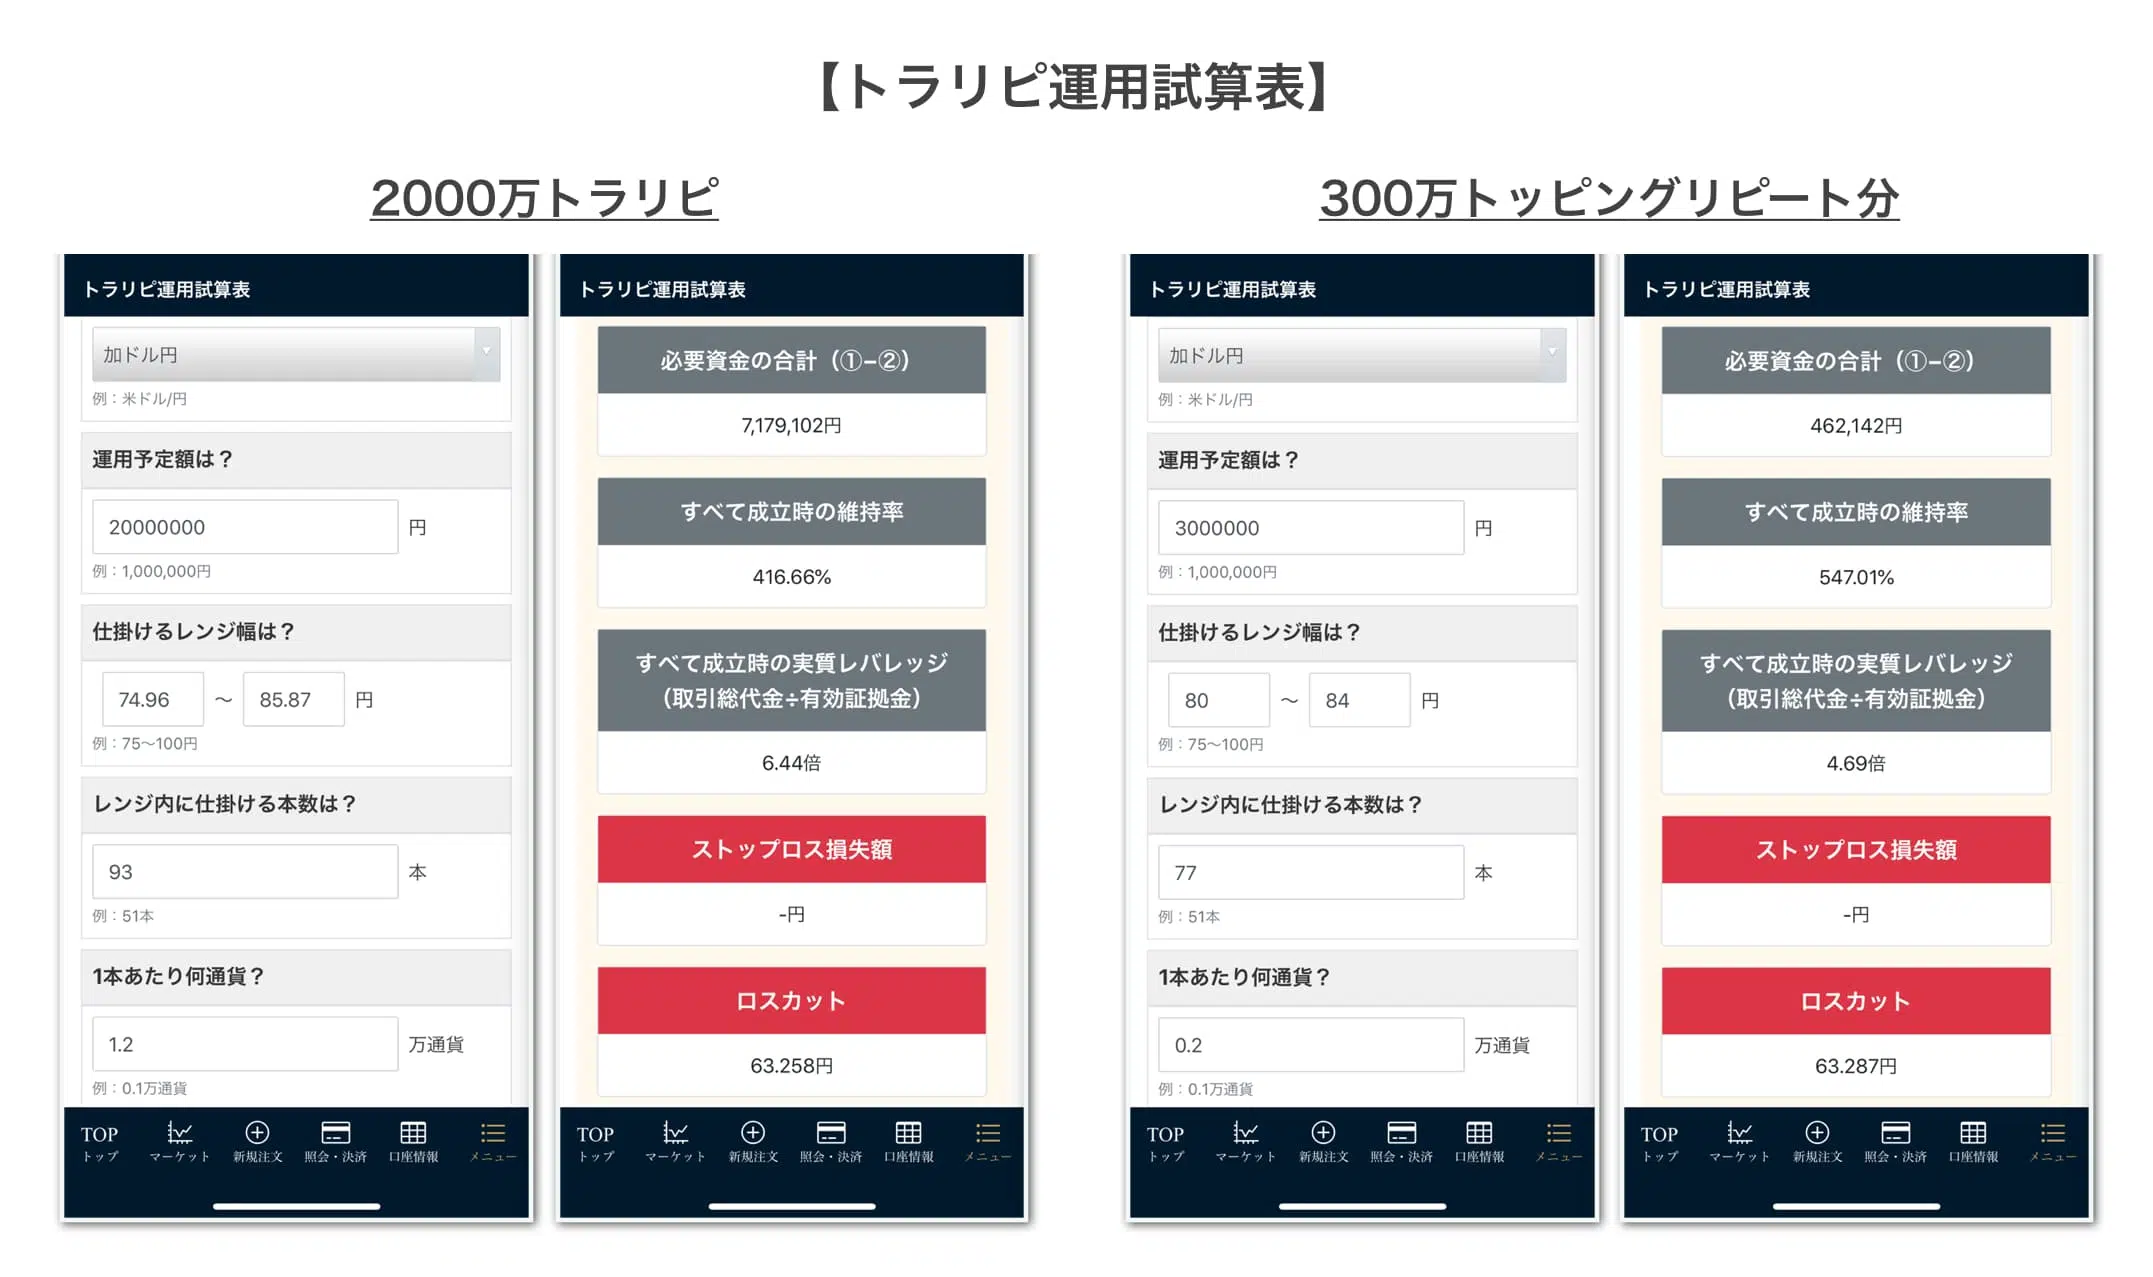 【トラリピ運用試算表】
2000万トラリピ
トラリピ運用試算表
加ドル円
例：米ドル/円
運用予定額は？
20000000 円
例：1,000,000円
仕掛けるレンジ幅は？
74.96 〜 85.87 円
例：75〜100円
レンジ内に仕掛ける本数は？
93 本
例：51本
1本あたり何通貨？
1.2 万通貨
例：0.1万通貨
TOP
トップ マーケット 新規注文 照会・決済 口座情報 メニュー
トラリピ運用試算表
必要資金の合計（①−②）
7,179,102円
すべて成立時の維持率
416.66%
すべて成立時の実質レバレッジ
（取引総代金÷有効証拠金）
6.44倍
ストップロス損失額
-円
ロスカット
63.258円
TOP
トップ マーケット 新規注文 照会・決済 口座情報 メニュー
300万トッピングリピート分
トラリピ運用試算表
加ドル円
例：米ドル/円
運用予定額は？
3000000 円
例：1,000,000円
仕掛けるレンジ幅は？
80 〜 84 円
例：75〜100円
レンジ内に仕掛ける本数は？
77 本
例：51本
1本あたり何通貨？
0.2 万通貨
例：0.1万通貨
TOP
トップ マーケット 新規注文 照会・決済 口座情報 メニュー
トラリピ運用試算表
必要資金の合計（①−②）
462,142円
すべて成立時の維持率
547.01%
すべて成立時の実質レバレッジ
（取引総代金÷有効証拠金）
4.69倍
ストップロス損失額
-円
ロスカット
63.287円
TOP
トップ マーケット 新規注文 照会・決済 口座情報 メニュー